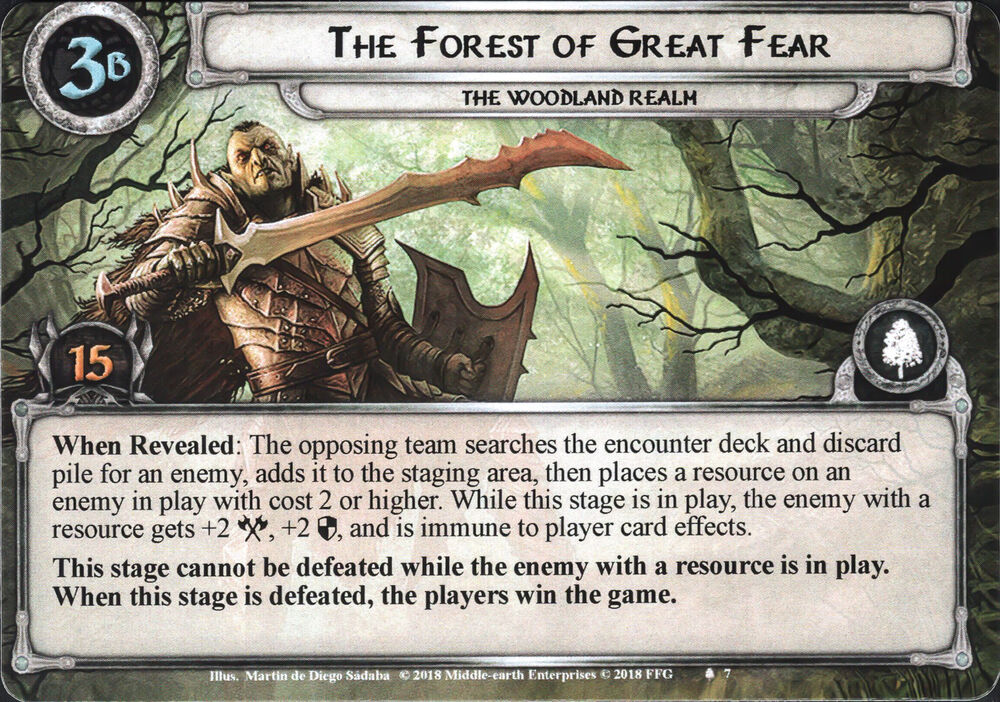 3B
THE FOREST OF GREAT FEAR
THE WOODLAND REALM
15
When Revealed: The opposing team searches the encounter deck and discard
pile for an enemy, adds it to the staging area, then places a resource on an
enemy in play with cost 2 or higher. While this stage is in play, the enemy with a
resource gets +2, +2, and is immune to player card effects.
This stage cannot be defeated while the enemy with a resource is in play.
When this stage is defeated, the players win the game.
Illus. Martin de Diego Sádaba © 2018 Middle-earth Enterprises © 2018 FFG 7